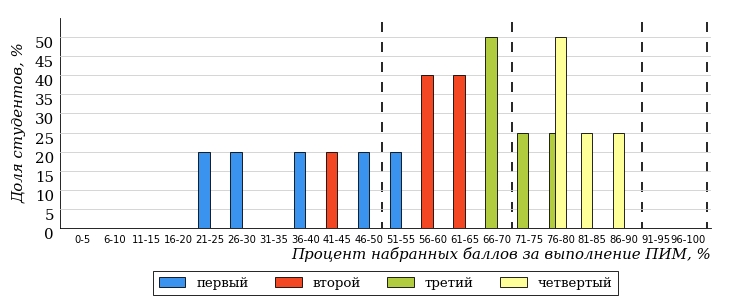 Доля студентов, %
50
45
40
35
30
25
20
15
10
5
0
0-5 6-10 11-15 16-20 21-25 26-30 31-35 36-40 41-45 46-50 51-55 56-60 61-65 66-70 71-75 76-80 81-85 86-90 91-95 96-100
Процент набранных баллов за выполнение ПИМ, %
первый второй третий четвертый